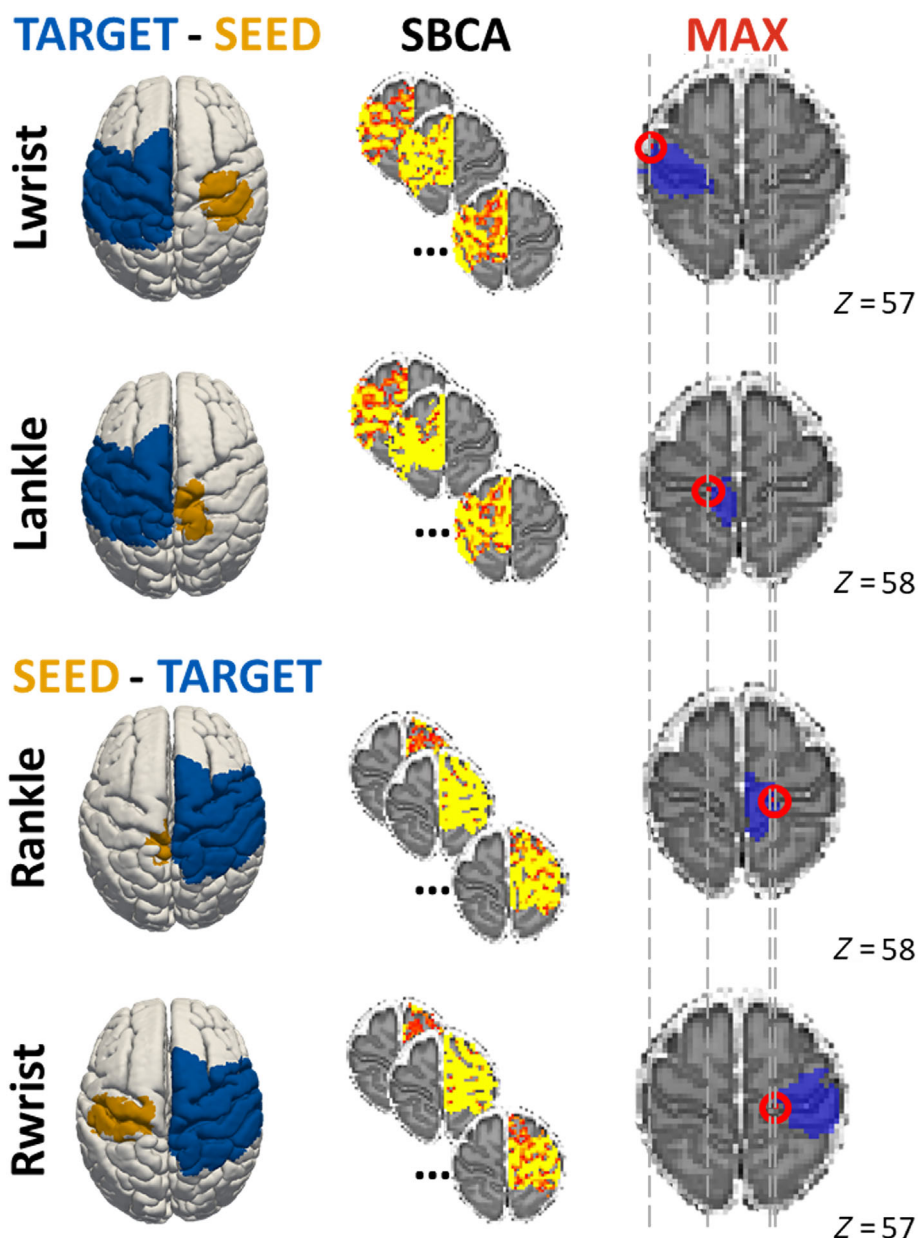 TARGET - SEED SBCA MAX
Lwrist
... Z = 57
Lankle
... Z = 58
SEED - TARGET
Rankle
... Z = 58
Rwrist
... Z = 57